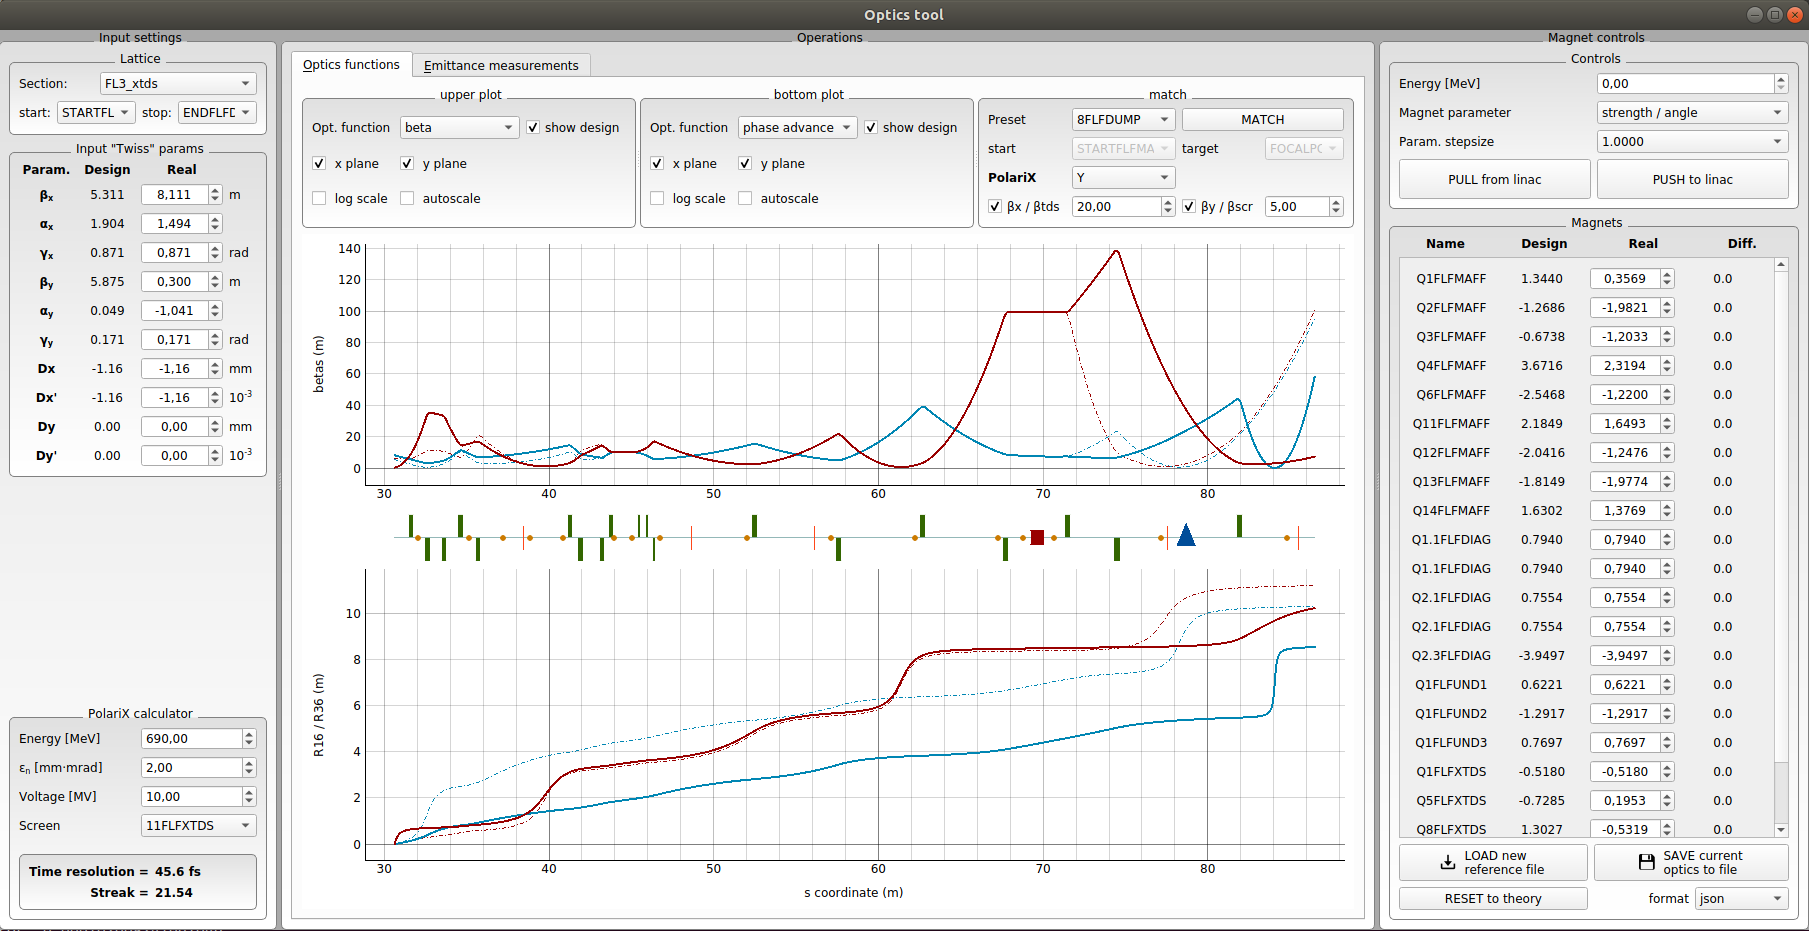 Optics tool
Input settings
Lattice
Section: FL3_xtds
start: STARTFL stop: ENDFLFD
Input "Twiss" params
Param. Design Real
βx 5.311 8,111 m
αx 1.904 1,494
γx 0.871 0,871 rad
βy 5.875 0,300 m
αy 0.049 -1,041
γy 0.171 0,171 rad
Dx -1.16 -1,16 mm
Dx' -1.16 -1,16 10-3
Dy 0.00 0,00 mm
Dy' 0.00 0,00 10-3
PolariX calculator
Energy [MeV] 690,00
εn [mm·mrad] 2,00
Voltage [MV] 10,00
Screen 11FLFXTDS
Time resolution = 45.6 fs
Streak = 21.54
Operations
Optics functions Emittance measurements
upper plot
Opt. function beta show design
x plane y plane
log scale autoscale
bottom plot
Opt. function phase advance show design
x plane y plane
log scale autoscale
match
Preset 8FLFDUMP MATCH
start STARTFLFMA target FOCALPC
PolariX Y
βx / βtds 20,00 βy / βscr 5,00
betas (m)
140
120
100
80
60
40
20
0
30 40 50 60 70 80
R16 / R36 (m)
10
8
6
4
2
0
30 40 50 60 70 80
s coordinate (m)
Magnet controls
Controls
Energy [MeV] 0,00
Magnet parameter strength / angle
Param. stepsize 1.0000
PULL from linac PUSH to linac
Magnets
Name Design Real Diff.
Q1FLFMAFF 1.3440 0,3569 0.0
Q2FLFMAFF -1.2686 -1,9821 0.0
Q3FLFMAFF -0.6738 -1,2033 0.0
Q4FLFMAFF 3.6716 2,3194 0.0
Q6FLFMAFF -2.5468 -1,2200 0.0
Q11FLFMAFF 2.1849 1,6493 0.0
Q12FLFMAFF -2.0416 -1,2476 0.0
Q13FLFMAFF -1.8149 -1,9774 0.0
Q14FLFMAFF 1.6302 1,3769 0.0
Q1.1FLFDIAG 0.7940 0,7940 0.0
Q1.1FLFDIAG 0.7940 0,7940 0.0
Q2.1FLFDIAG 0.7554 0,7554 0.0
Q2.1FLFDIAG 0.7554 0,7554 0.0
Q2.3FLFDIAG -3.9497 -3,9497 0.0
Q1FLFUND1 0.6221 0,6221 0.0
Q1FLFUND2 -1.2917 -1,2917 0.0
Q1FLFUND3 0.7697 0,7697 0.0
Q1FLFXTDS -0.5180 -0,5180 0.0
Q5FLFXTDS -0.7285 0,1953 0.0
Q8FLFXTDS 1.3027 -0,5319 0.0
LOAD new
reference file
SAVE current
optics to file
RESET to theory format json